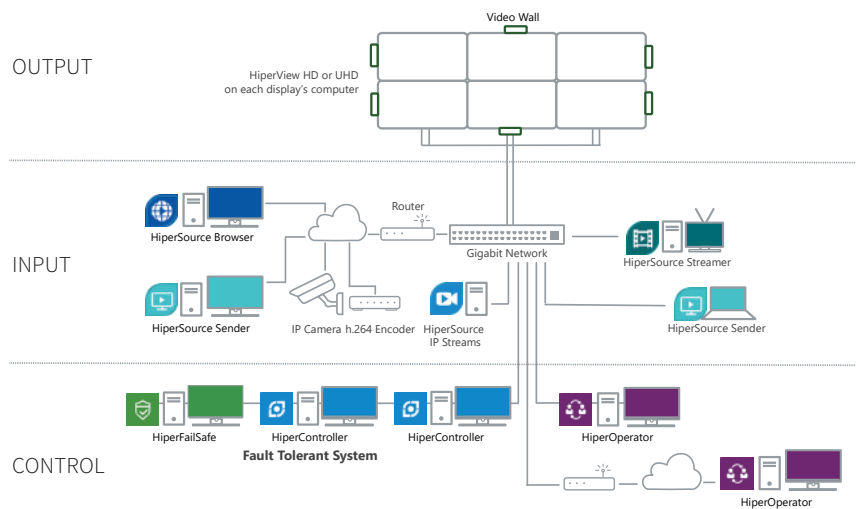 Video Wall
OUTPUT
HiperView HD or UHD
on each display's computer
Router
HiperSource Browser
Gigabit Network
HiperSource Streamer
INPUT
HiperSource Sender
IP Camera h.264 Encoder
HiperSource
IP Streams
HiperSource Sender
HiperFailSafe
HiperController
HiperController
HiperOperator
Fault Tolerant System
CONTROL
HiperOperator